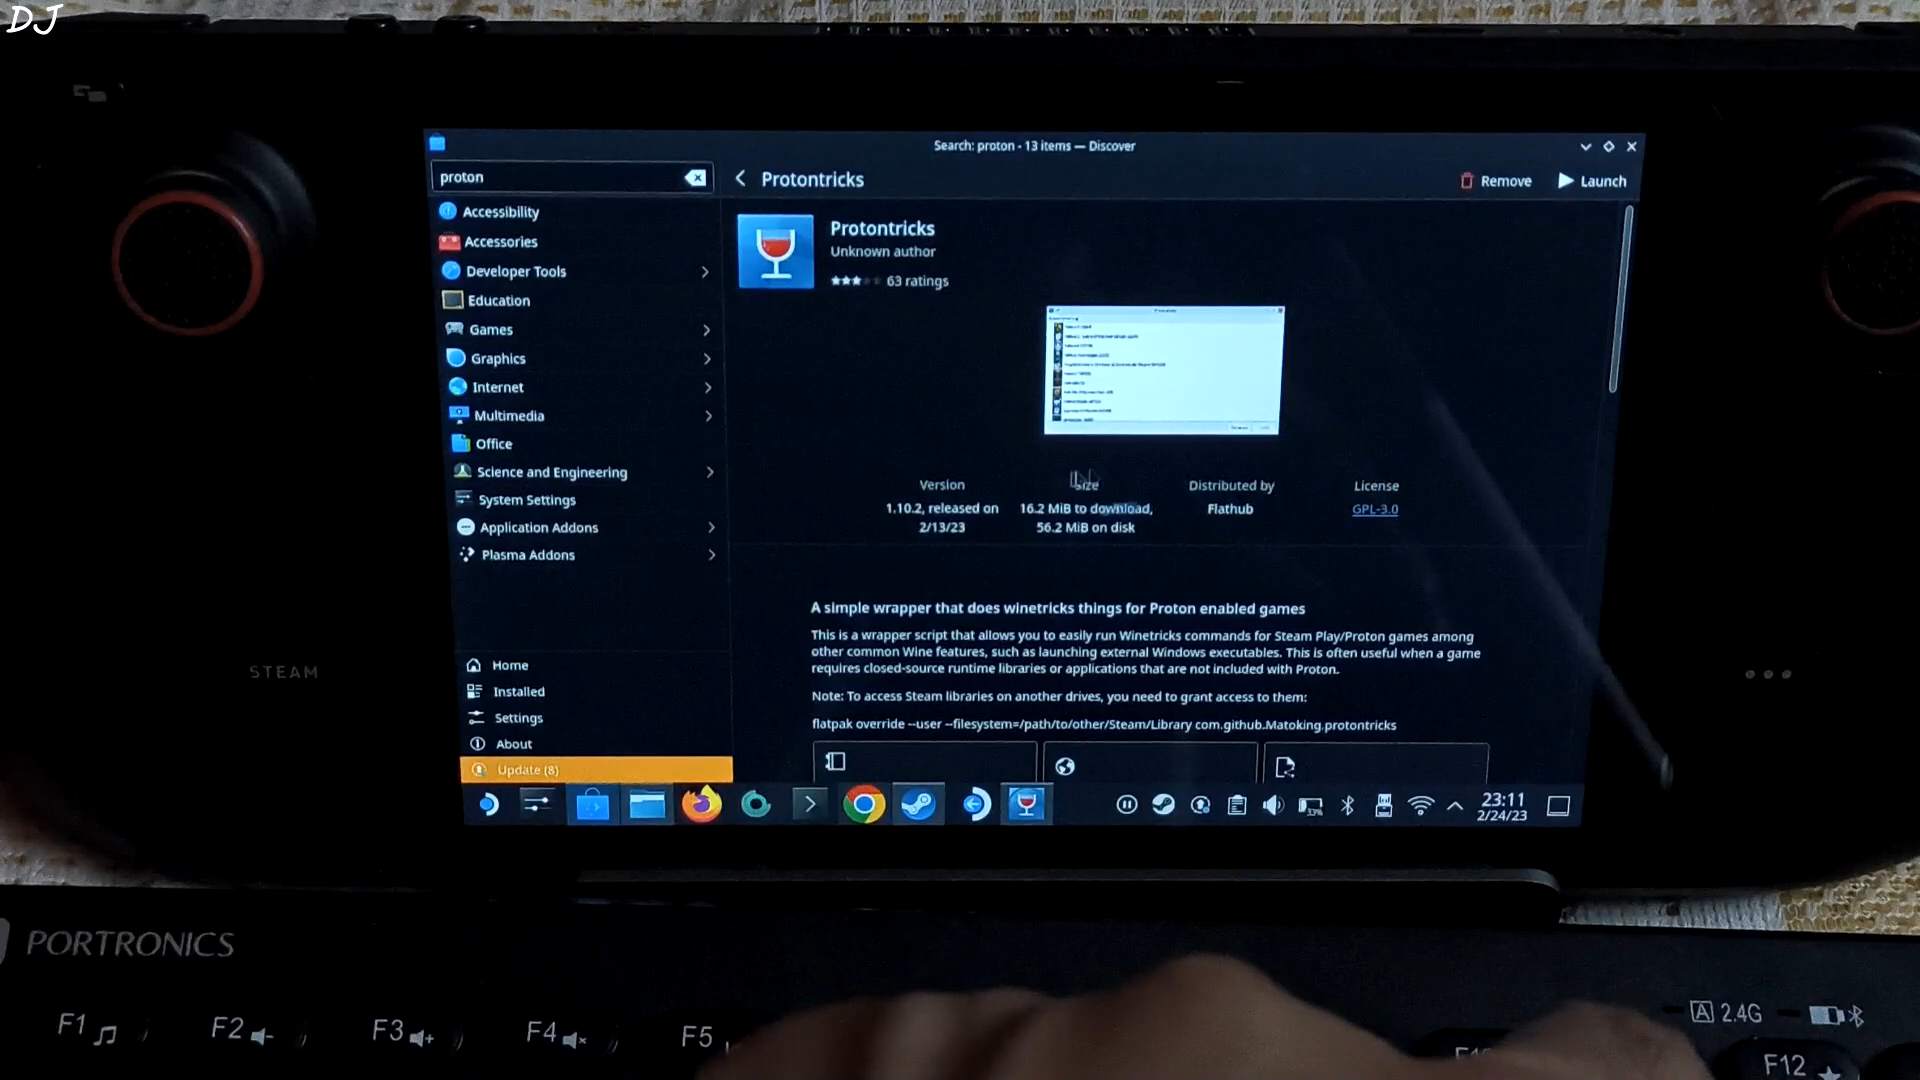 DJ
Search: proton - 13 items — Discover
proton
Protontricks
Remove
Launch
Accessibility
Accessories
Developer Tools
Education
Games
Graphics
Internet
Multimedia
Office
Science and Engineering
System Settings
Application Addons
Plasma Addons
Home
Installed
Settings
About
Update (8)
Protontricks
Unknown author
63 ratings
Version
1.10.2, released on
2/13/23
Size
16.2 MiB to download,
56.2 MiB on disk
Distributed by
Flathub
License
GPL-3.0
A simple wrapper that does winetricks things for Proton enabled games
This is a wrapper script that allows you to easily run Winetricks commands for Steam Play/Proton games among
other common Wine features, such as launching external Windows executables. This is often useful when a game
requires closed-source runtime libraries or applications that are not included with Proton.
Note: To access Steam libraries on another drives, you need to grant access to them:
flatpak override --user --filesystem=/path/to/other/Steam/Library com.github.Matoking.protontricks
33%
23:11
2/24/23
STEAM
PORTRONICS
F1
F2
F3
F4
F5
A 2.4G
F12